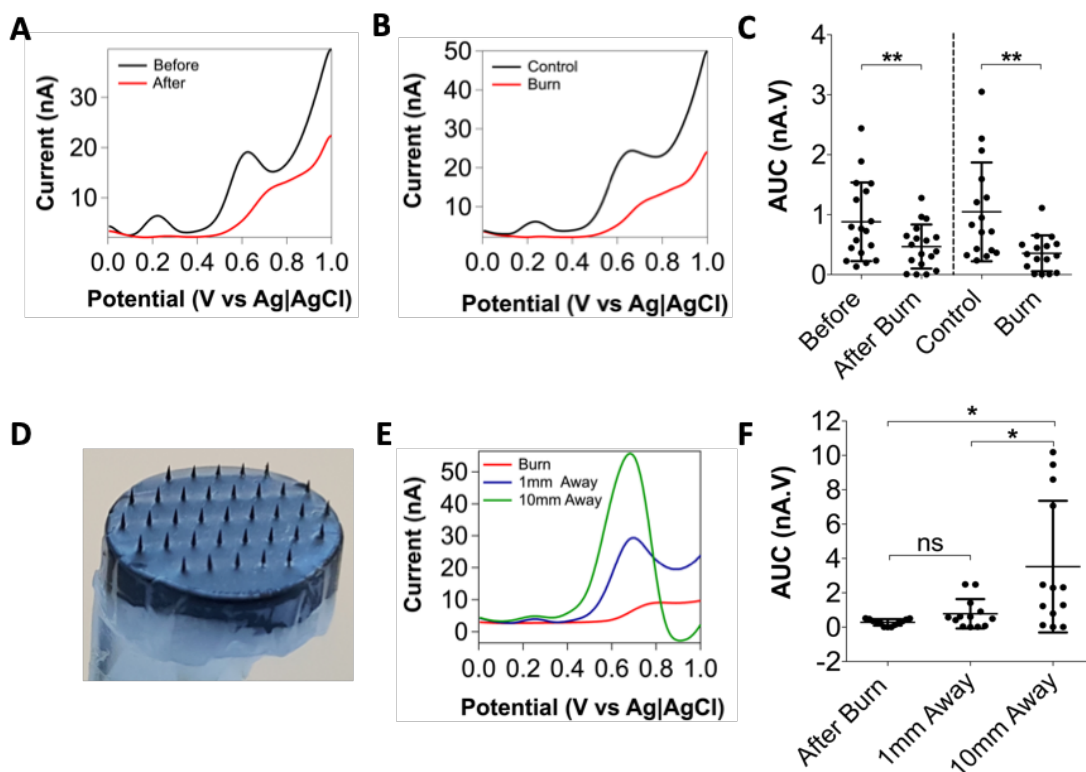 A
Current (nA)
30
20
10
Before
After
0.0 0.2 0.4 0.6 0.8 1.0
Potential (V vs Ag|AgCl)
B
Current (nA)
50
40
30
20
10
Control
Burn
0.0 0.2 0.4 0.6 0.8 1.0
Potential (V vs Ag|AgCl)
C
AUC (nA.V)
4
3
2
1
0
** **
Before After Burn Control Burn
D
E
Current (nA)
50
40
30
20
10
0
Burn
1mm Away
10mm Away
0.0 0.2 0.4 0.6 0.8 1.0
Potential (V vs Ag|AgCl)
F
AUC (nA.V)
12
10
8
6
4
2
0
-2
*
*
ns
After Burn 1mm Away 10mm Away